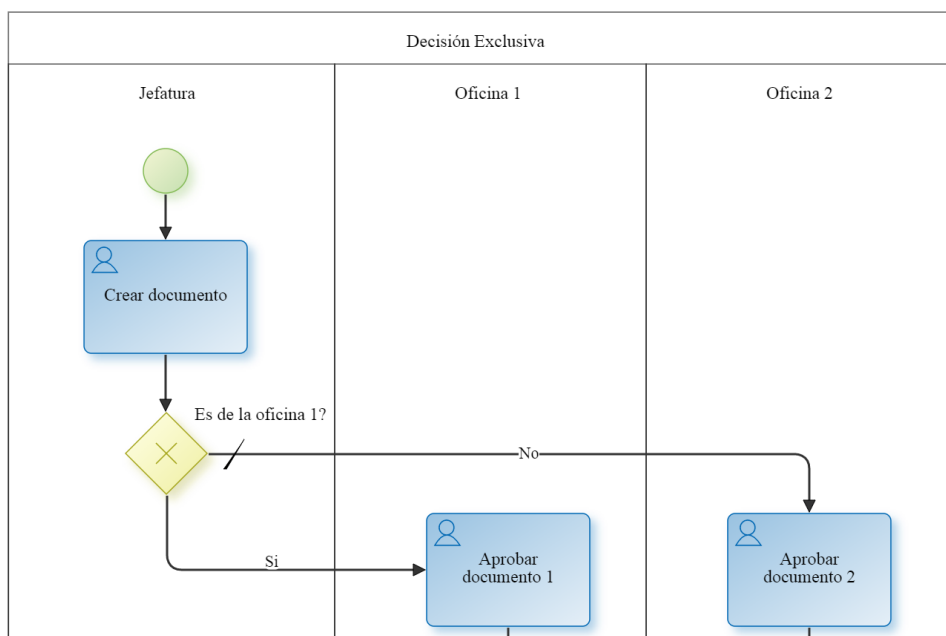 Decisión Exclusiva
Jefatura
Oficina 1
Oficina 2
Crear documento
Es de la oficina 1?
No
Si
Aprobar
documento 1
Aprobar
documento 2